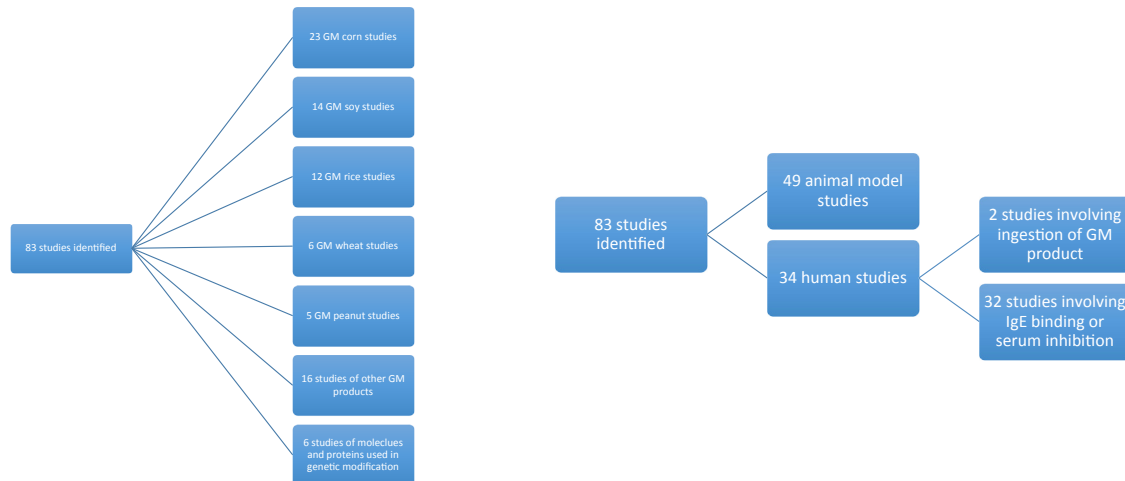 83 studies identified
23 GM corn studies
14 GM soy studies
12 GM rice studies
6 GM wheat studies
5 GM peanut studies
16 studies of other GM
products
6 studies of moleclues
and proteins used in
genetic modification
83 studies
identified
49 animal model
studies
34 human studies
2 studies involving
ingestion of GM
product
32 studies involving
IgE binding or
serum inhibition